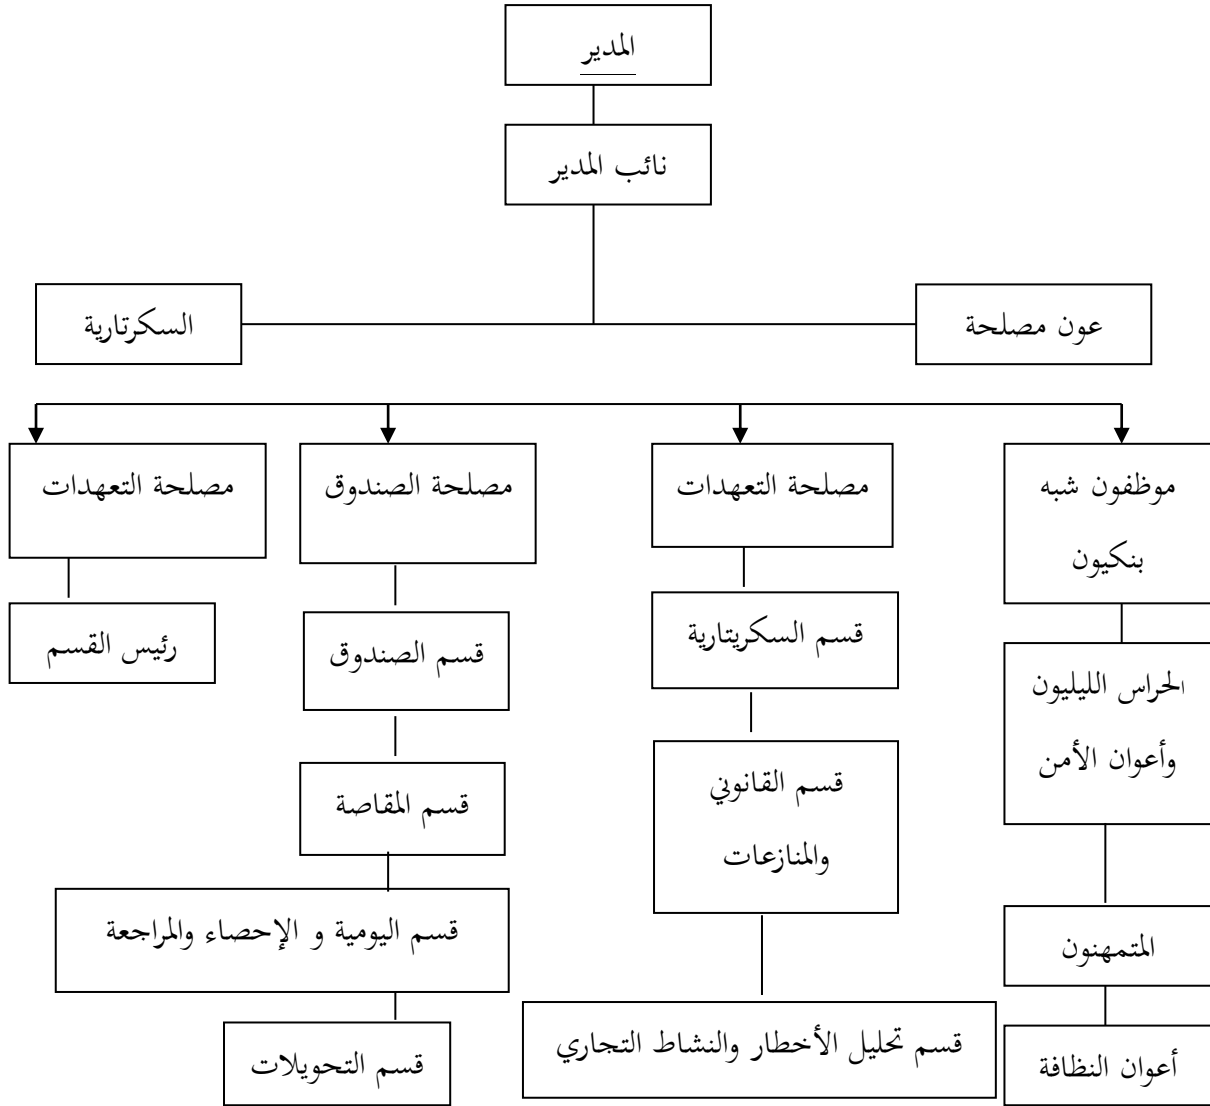 المدير
نائب المدير
عون مصلحة
السكرتارية
موظفون شبه
بنكيون
مصلحة التعهدات
مصلحة الصندوق
مصلحة التعهدات
الحراس الليليون
وأعوان الأمن
قسم السكريتارية
قسم الصندوق
رئيس القسم
قسم القانوني
والمنازعات
قسم المقاصة
المتمهنون
قسم اليومية و الإحصاء والمراجعة
أعوان النظافة
قسم تحليل الأخطار والنشاط التجاري
قسم التحويلات